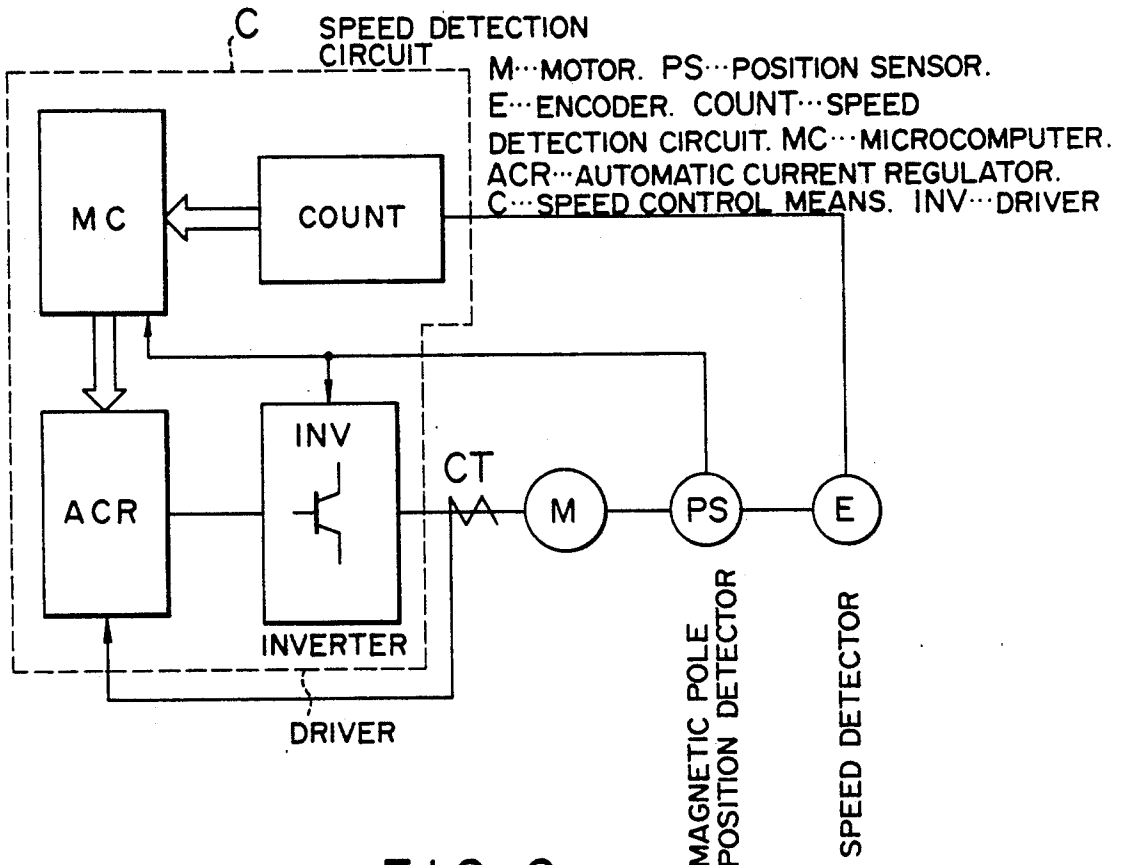 C
SPEED DETECTION
CIRCUIT
M···MOTOR. PS···POSITION SENSOR.
E···ENCODER. COUNT···SPEED
DETECTION CIRCUIT. MC···MICROCOMPUTER.
ACR···AUTOMATIC CURRENT REGULATOR.
C···SPEED CONTROL MEANS. INV···DRIVER
MC
COUNT
INV
CT
ACR
M
PS
E
INVERTER
DRIVER
MAGNETIC POLE
POSITION DETECTOR
SPEED DETECTOR